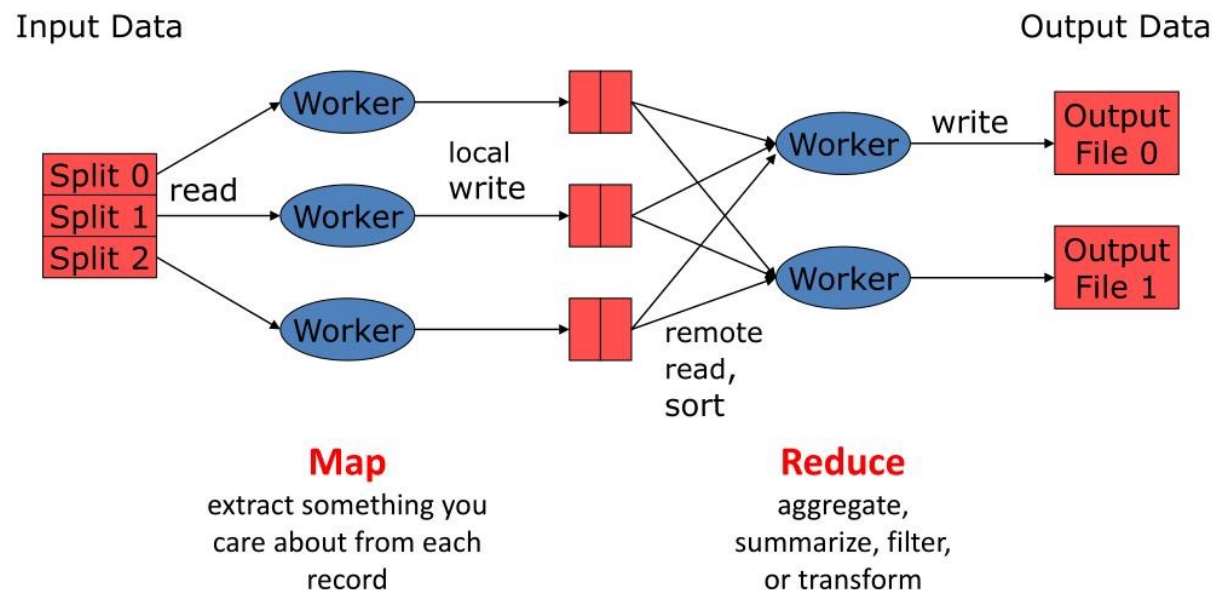 Input Data
Output Data
Split 0
Split 1
Split 2
read
Worker
Worker
Worker
local
write
remote
read,
sort
Worker
Worker
write
Output
File 0
Output
File 1
Map
extract something you
care about from each
record
Reduce
aggregate,
summarize, filter,
or transform